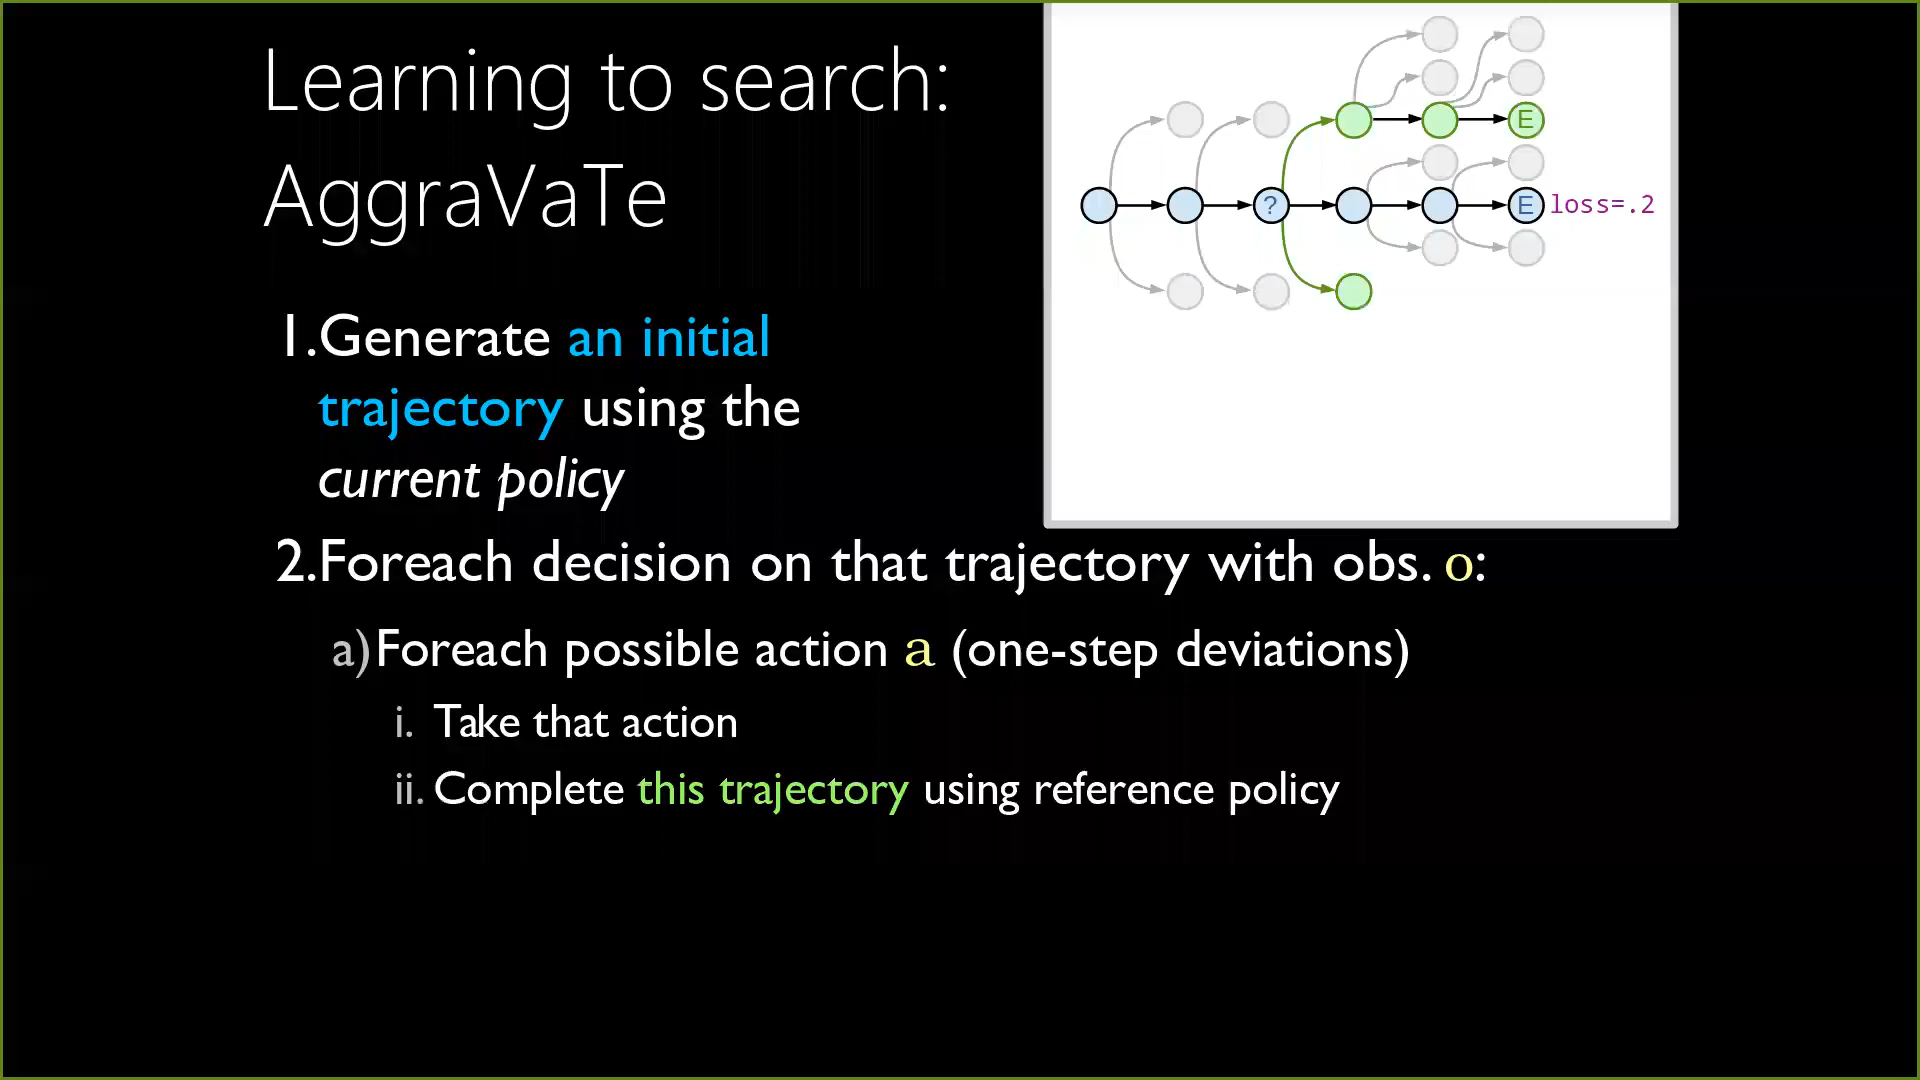 Learning to search:
AggraVaTe
1.Generate an initial
trajectory using the
current policy
2.Foreach decision on that trajectory with obs. o:
a)Foreach possible action a (one-step deviations)
i. Take that action
ii. Complete this trajectory using reference policy
E
? E loss=.2